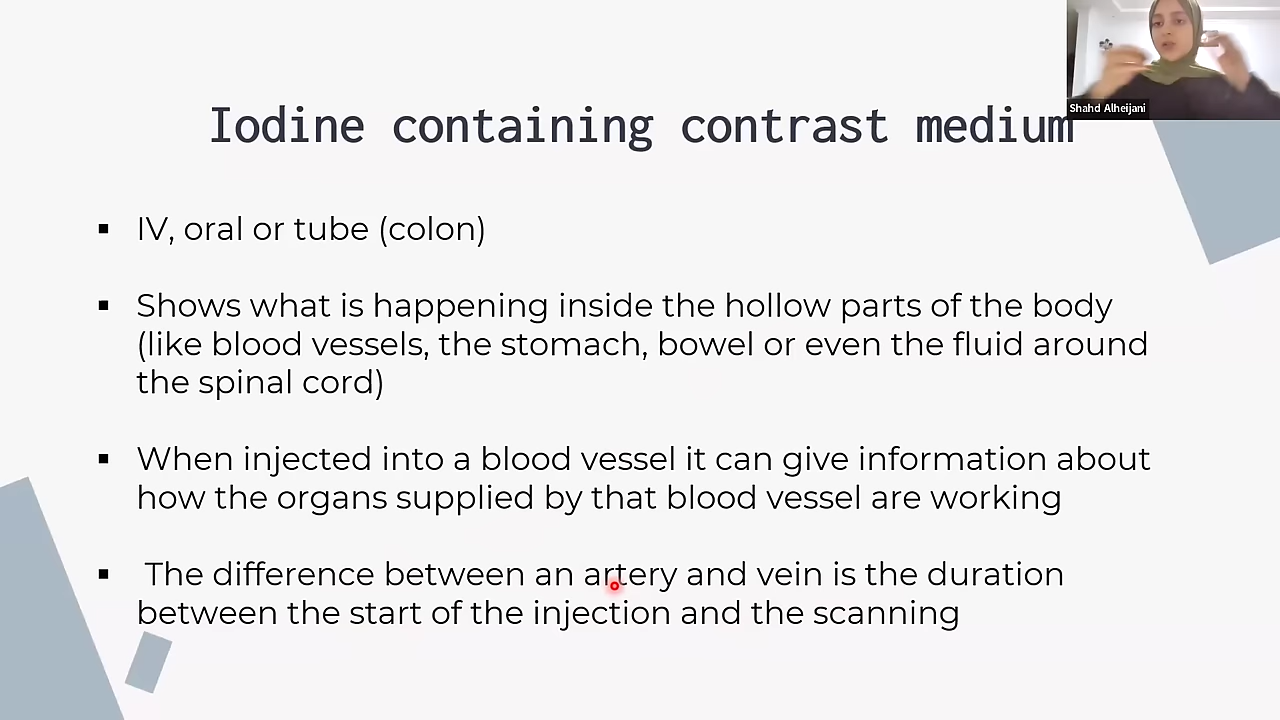 Shahd Alheijani
Iodine containing contrast medium
▪ IV, oral or tube (colon)
▪ Shows what is happening inside the hollow parts of the body
(like blood vessels, the stomach, bowel or even the fluid around
the spinal cord)
▪ When injected into a blood vessel it can give information about
how the organs supplied by that blood vessel are working
▪ The difference between an artery and vein is the duration
between the start of the injection and the scanning